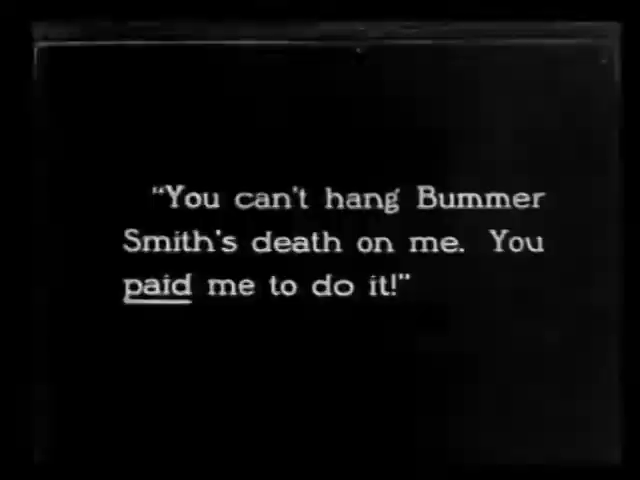 "You can't hang Bummer
Smith's death on me. You
paid me to do it!"